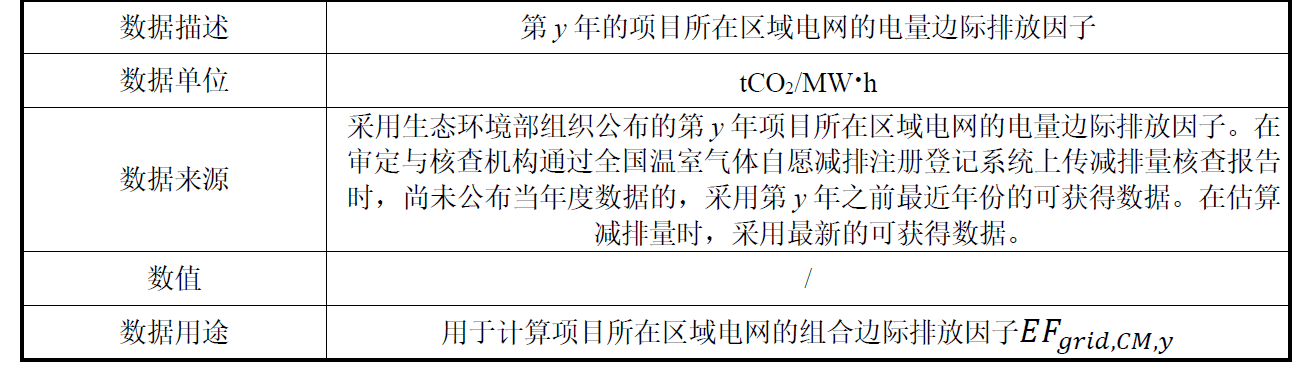 数据描述 第 y 年的项目所在区域电网的电量边际排放因子
数据单位 tCO₂/MW·h
数据来源 采用生态环境部组织公布的第 y 年项目所在区域电网的电量边际排放因子。在
审定与核查机构通过全国温室气体自愿减排注册登记系统上传减排量核查报告
时，尚未公布当年度数据的，采用第 y 年之前最近年份的可获得数据。在估算
减排量时，采用最新的可获得数据。
数值 /
数据用途 用于计算项目所在区域电网的组合边际排放因子EF_{grid,CM,y}